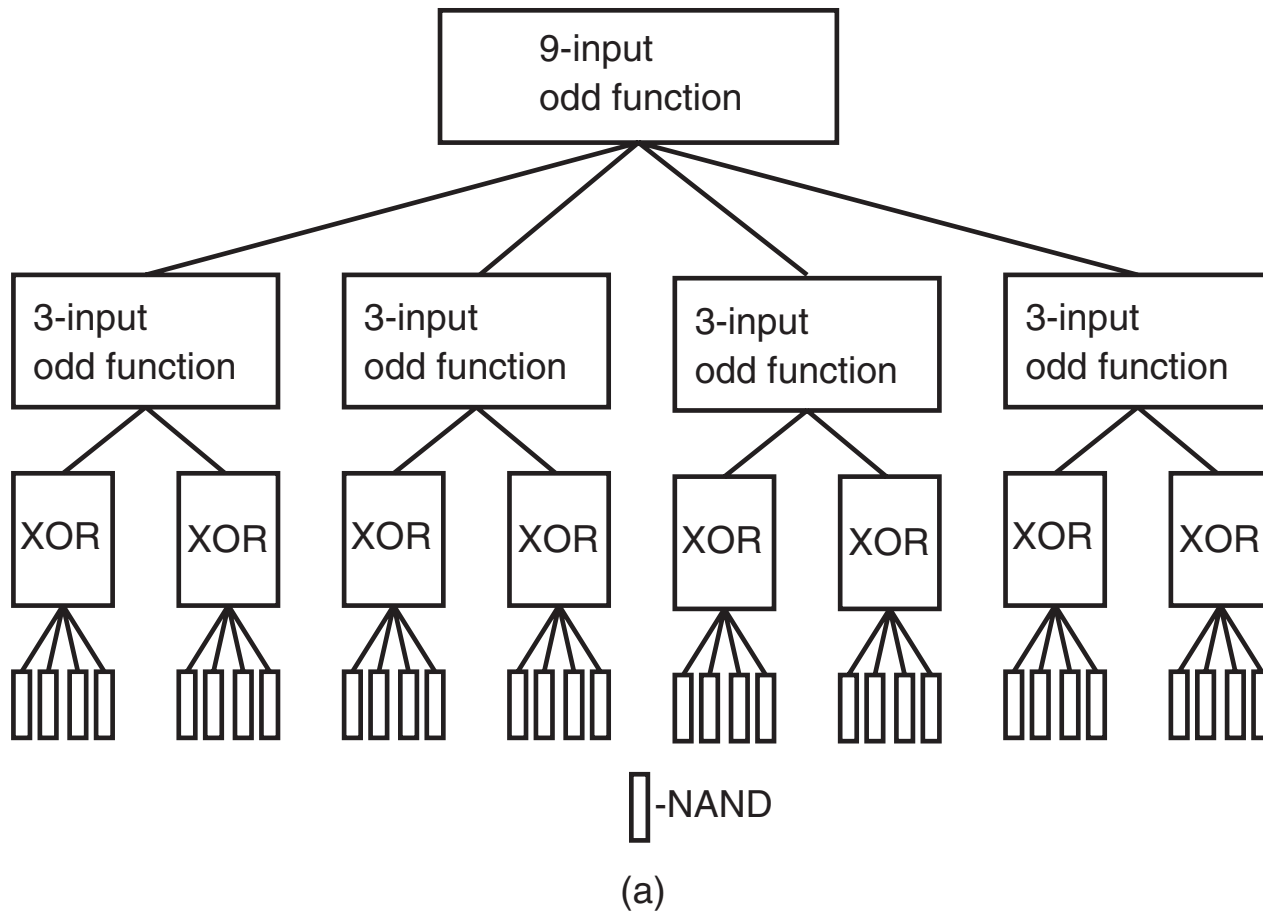 9-input
odd function
3-input
odd function
3-input
odd function
3-input
odd function
3-input
odd function
XOR
XOR
XOR
XOR
XOR
XOR
XOR
XOR
-NAND
(a)